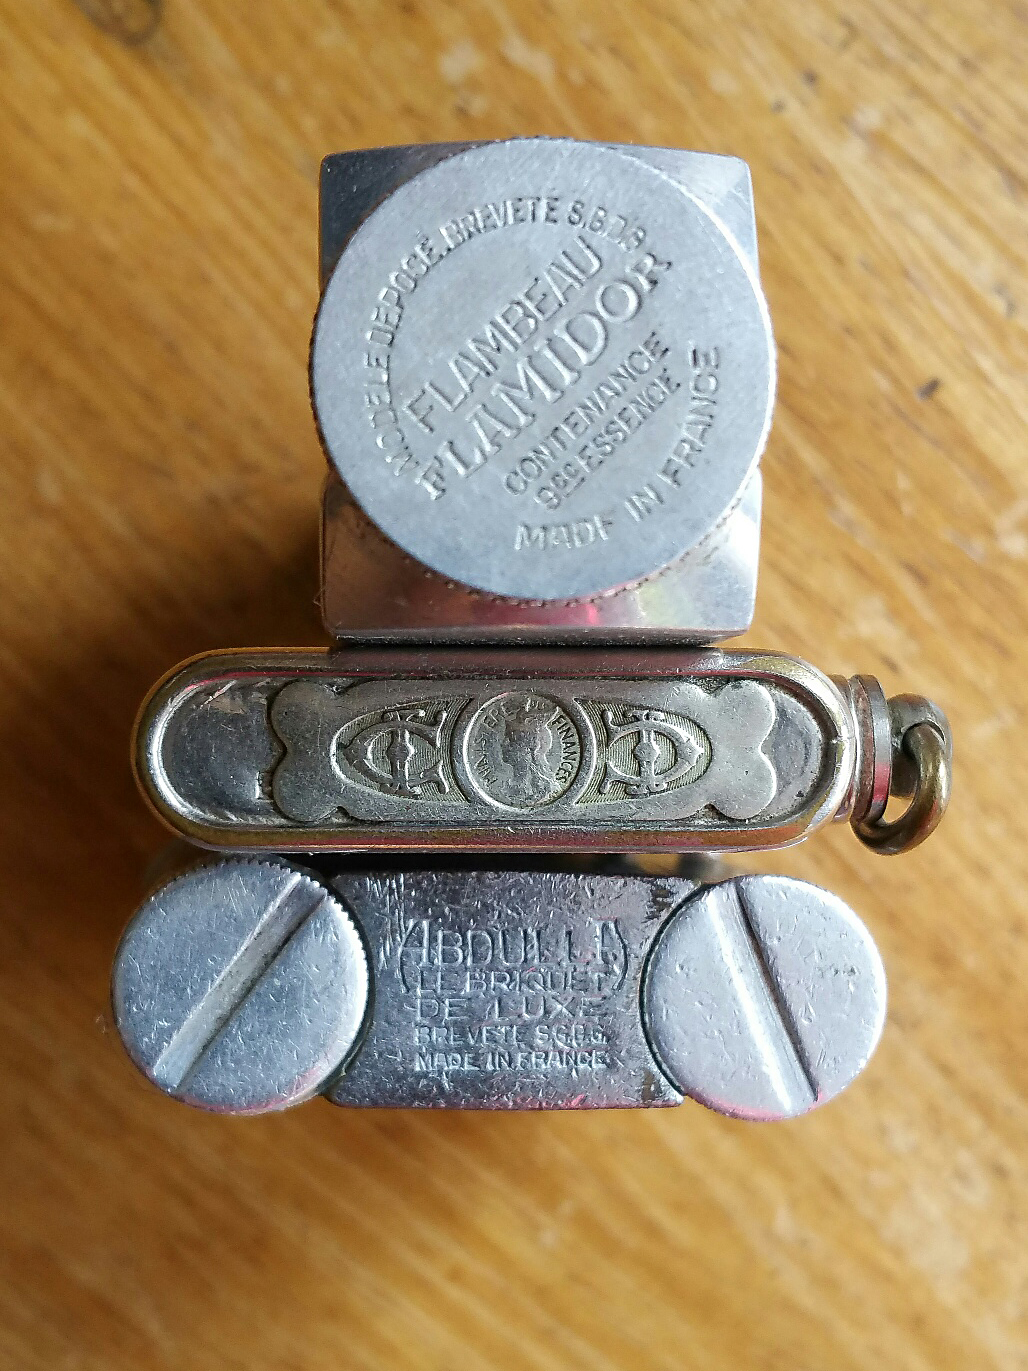 MODELE DEPOSÉ.BREVETÉ S.G.D.G
FLAMBEAU
FLAMIDOR
CONTENANCE
9cc ESSENCE
MADE IN FRANCE
FINANCES
ABDULLA
LE BRIQUET
DE LUXE
BREVETE S.G.D.G.
MADE IN FRANCE